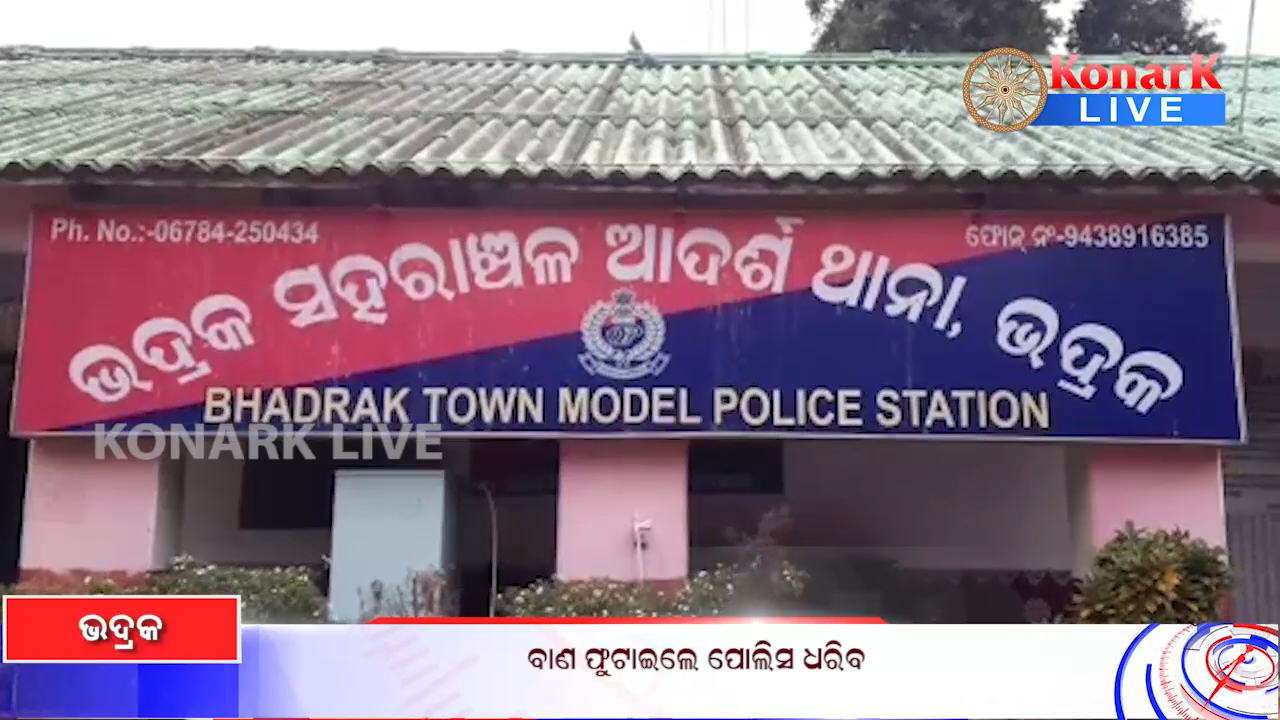 KonarK
LIVE
Ph. No.:-06784-250434
ଫୋନ୍ ନଂ-9438916385
ଭଦ୍ରକ ସହରାଞ୍ଚଳ ଆଦର୍ଶ ଥାନା, ଭଦ୍ରକ
BHADRAK TOWN MODEL POLICE STATION
KONARK LIVE
ଭଦ୍ରକ
ବାଣ ଫୁଟାଇଲେ ପୋଲିସ ଧରିବ